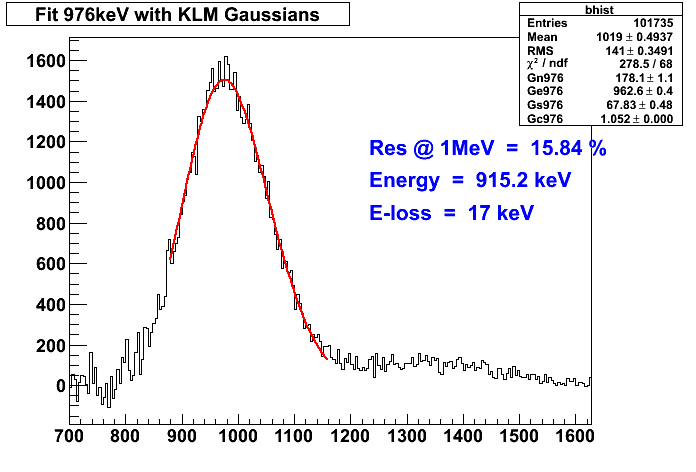 Fit 976keV with KLM Gaussians
bhist
Entries 101735
Mean 1019 ± 0.4937
RMS 141 ± 0.3491
χ² / ndf 278.5 / 68
Gn976 178.1 ± 1.1
Ge976 962.6 ± 0.4
Gs976 67.83 ± 0.48
Gc976 1.052 ± 0.000
Res @ 1MeV = 15.84 %
Energy = 915.2 keV
E-loss = 17 keV
1600
1400
1200
1000
800
600
400
200
0
700 800 900 1000 1100 1200 1300 1400 1500 1600